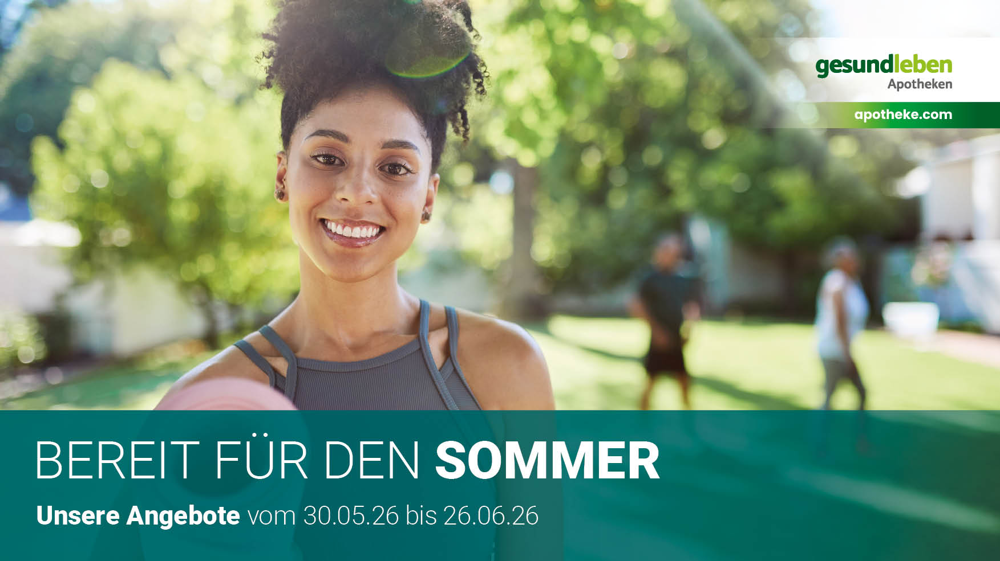 gesundleben
Apotheken
apotheke.com
BEREIT FÜR DEN SOMMER
Unsere Angebote vom 30.05.26 bis 26.06.26